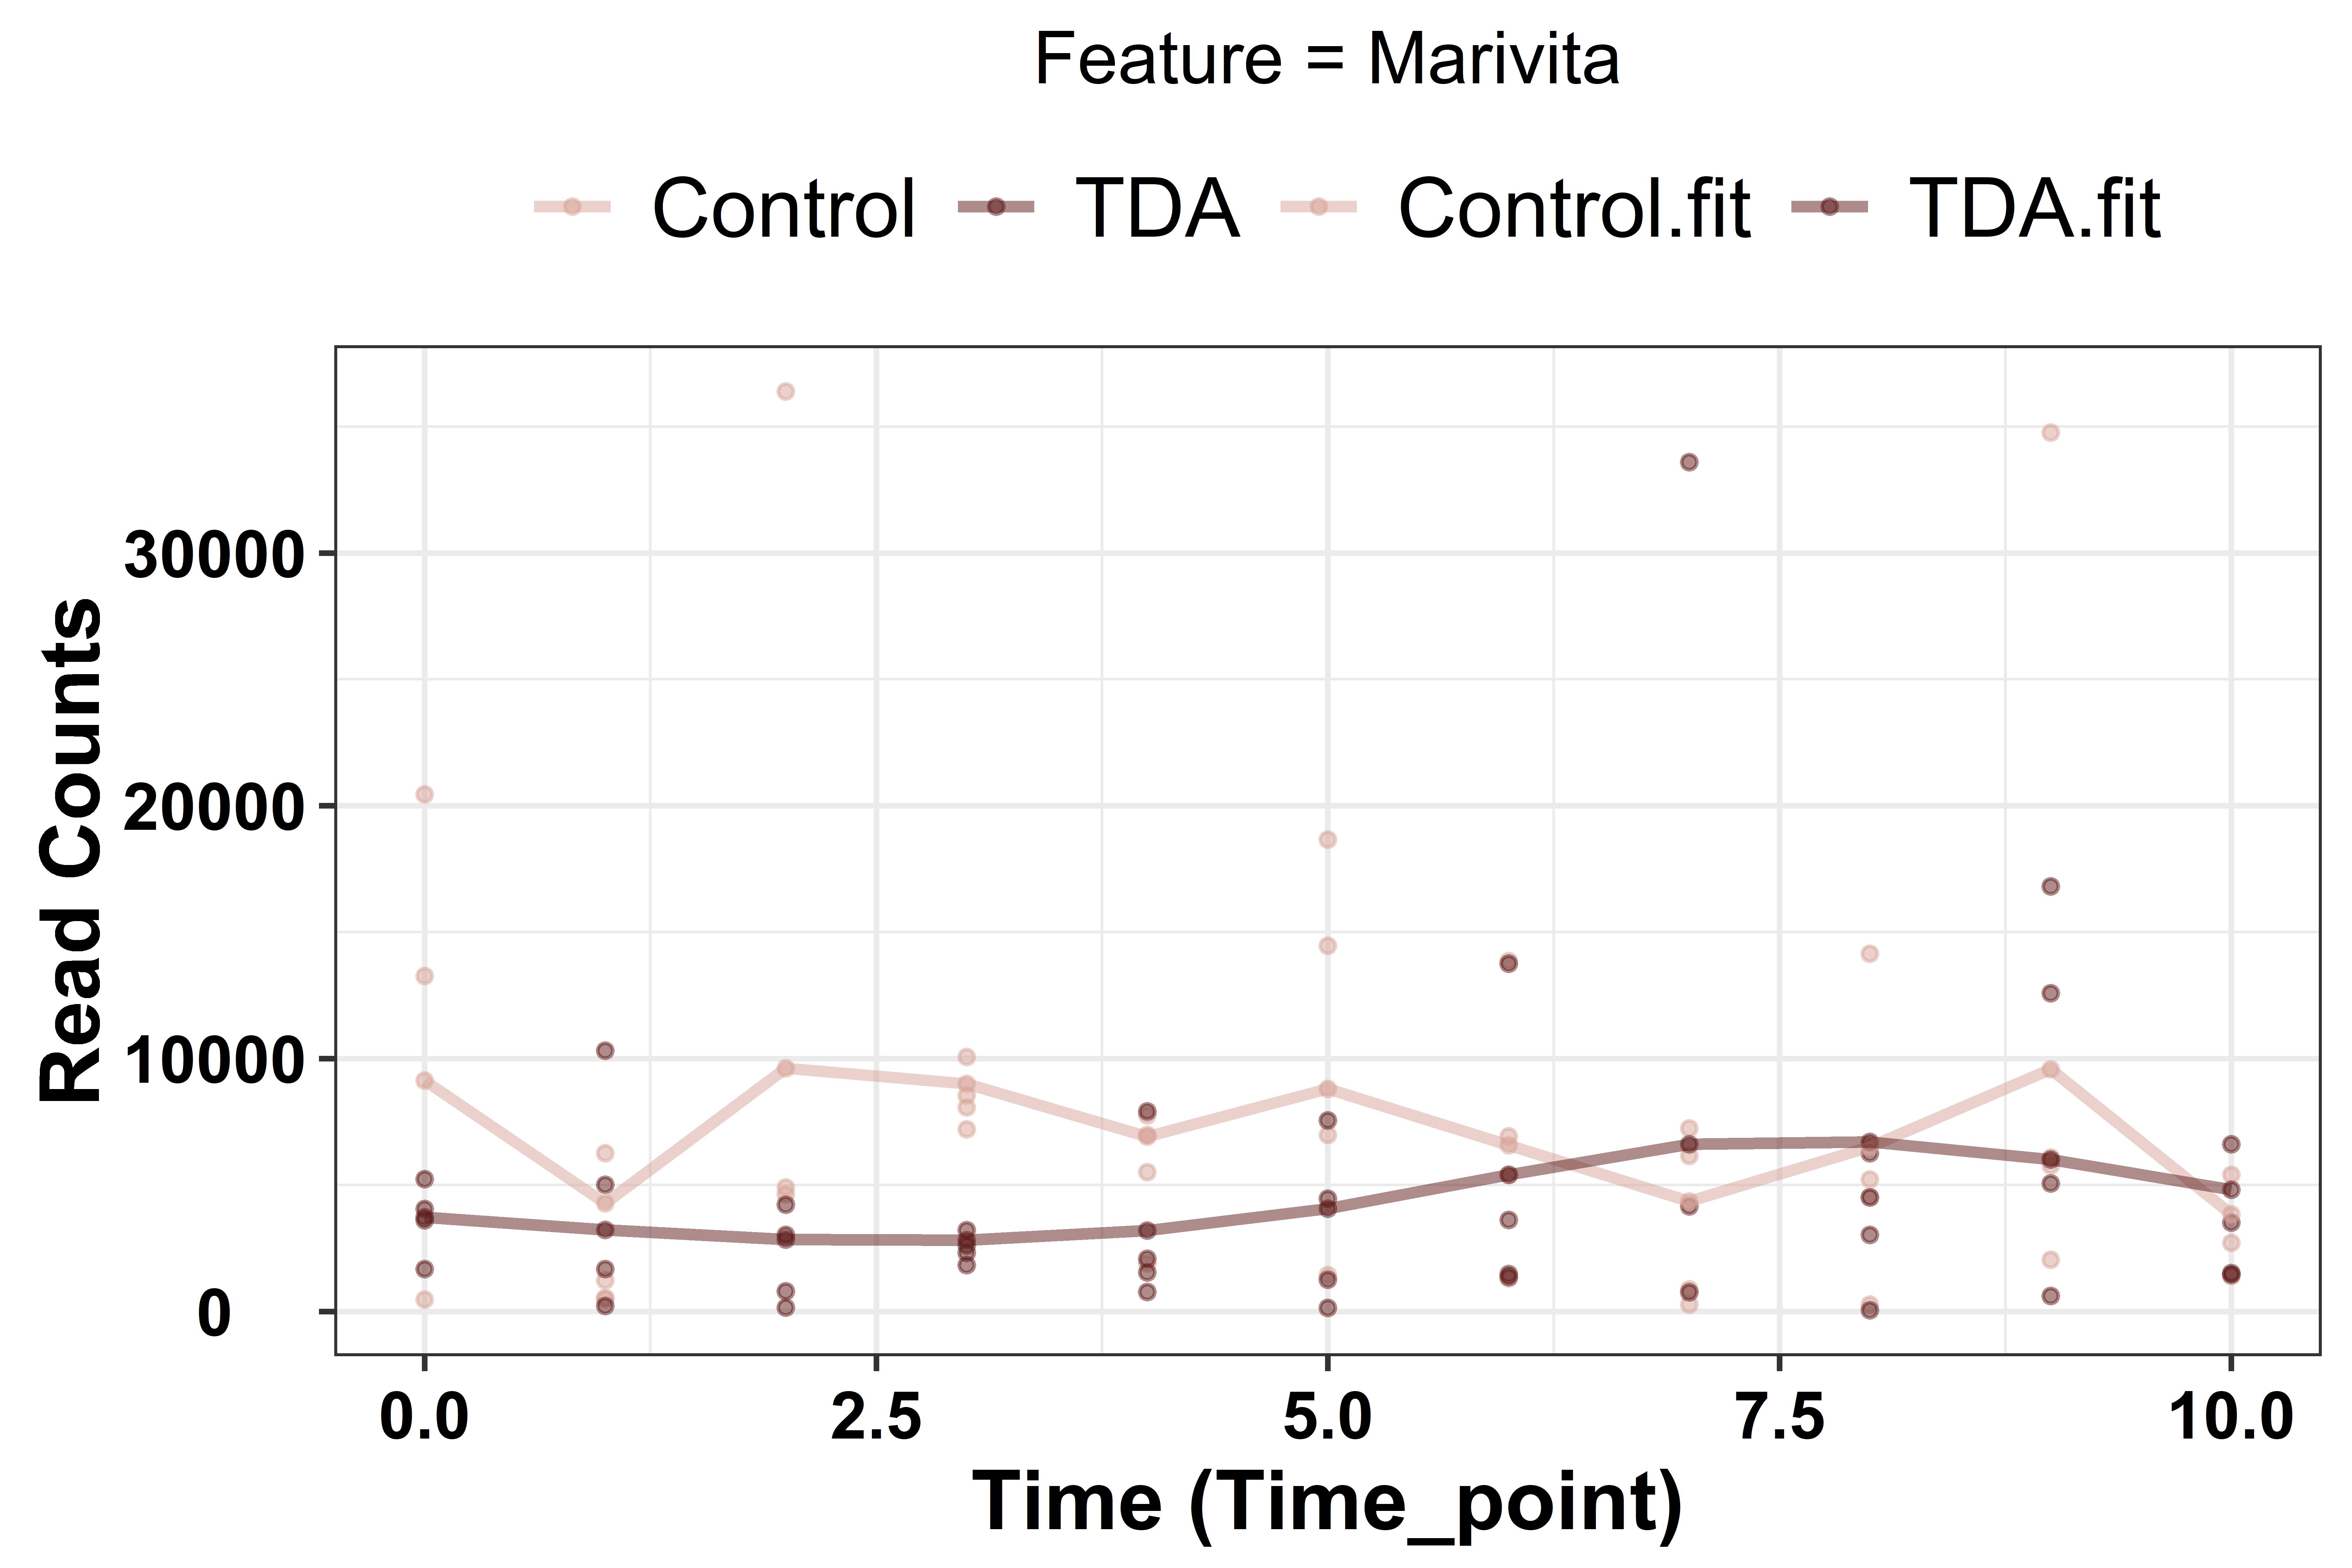 Feature = Marivita
Control TDA Control.fit TDA.fit
Read Counts
30000
20000
10000
0
0.0 2.5 5.0 7.5 10.0
Time (Time_point)